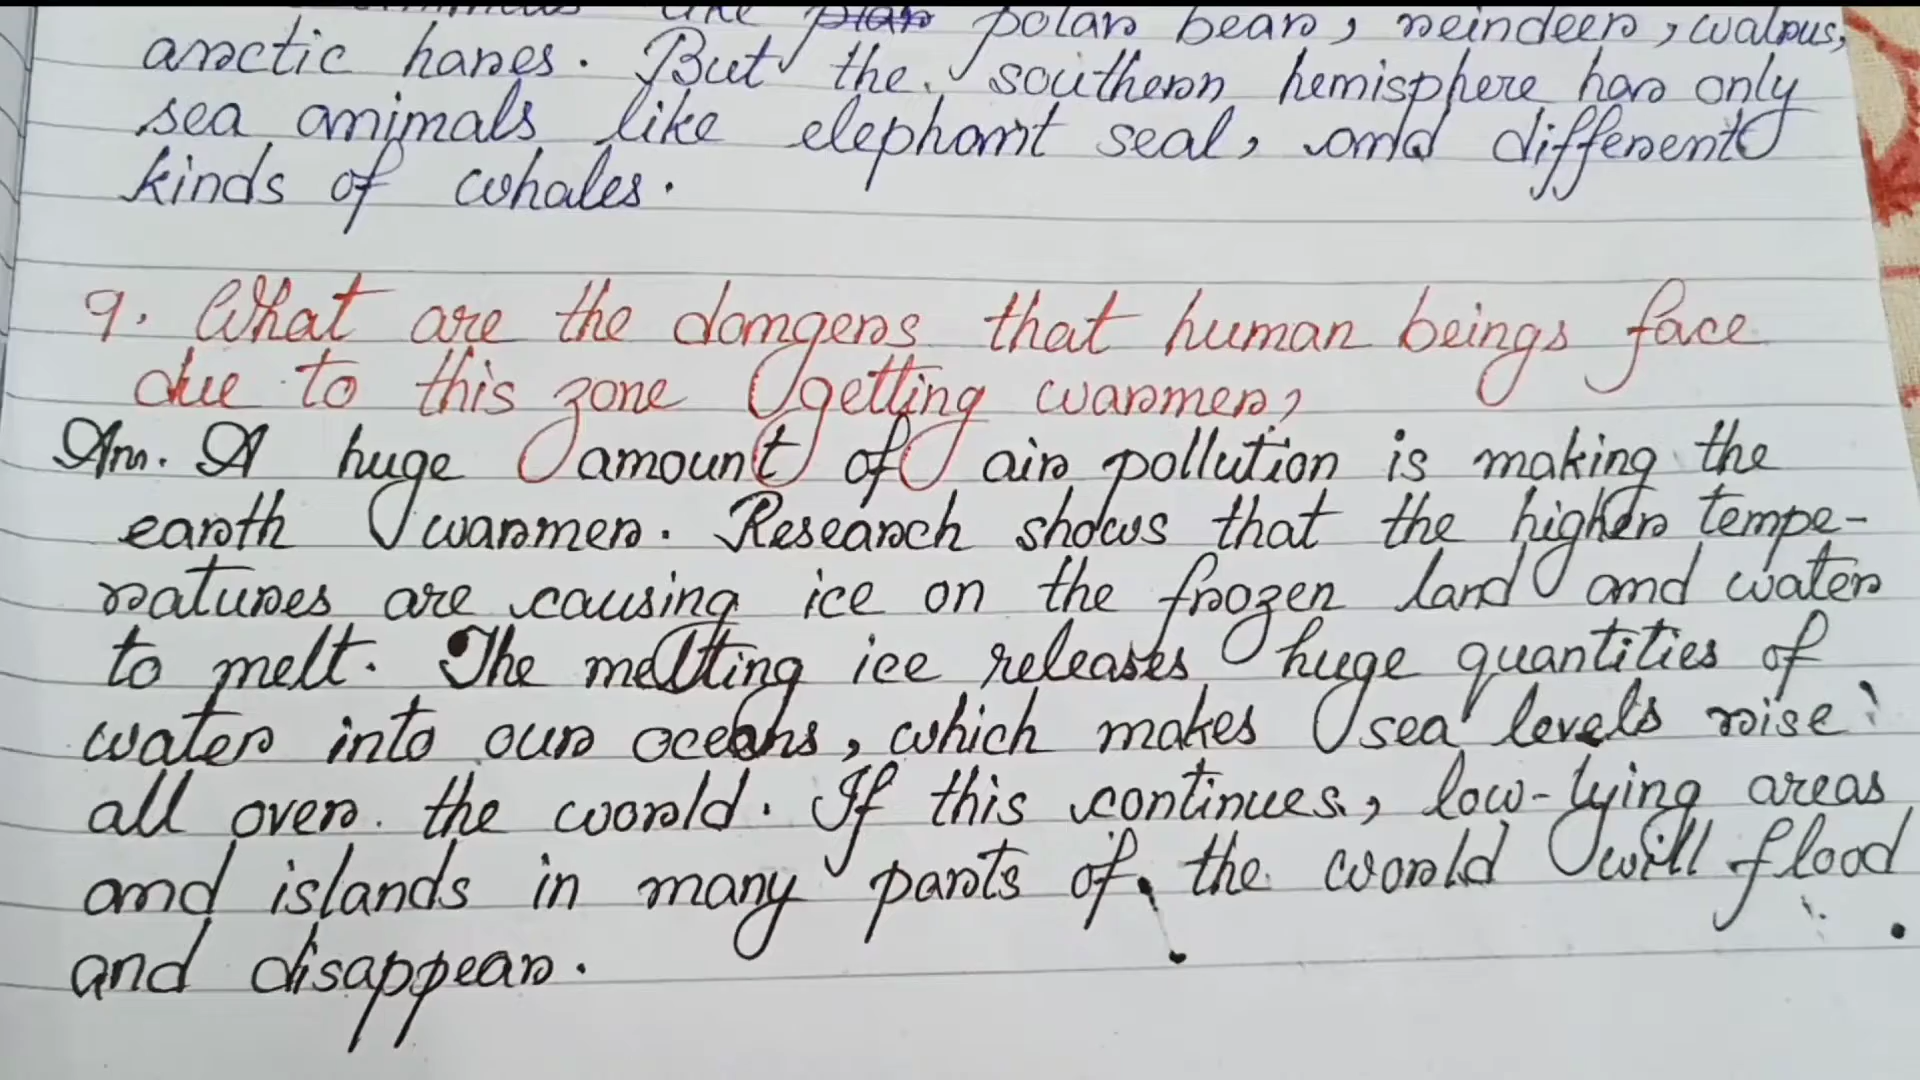 like polar bear, reindeer, walrus,
arctic hares. But the southern hemisphere has only
sea animals like elephant seal, and different
kinds of whales.
9. What are the dangers that human beings face
due to this zone getting warmer?
Ans. A huge amount of air pollution is making the
earth warmer. Research shows that the higher tempe-
ratures are causing ice on the frozen land and water
to melt. The melting ice releases huge quantities of
water into our oceans, which makes sea levels rise
all over the world. If this continues, low-lying areas
and islands in many parts of the world will flood
and disappear.